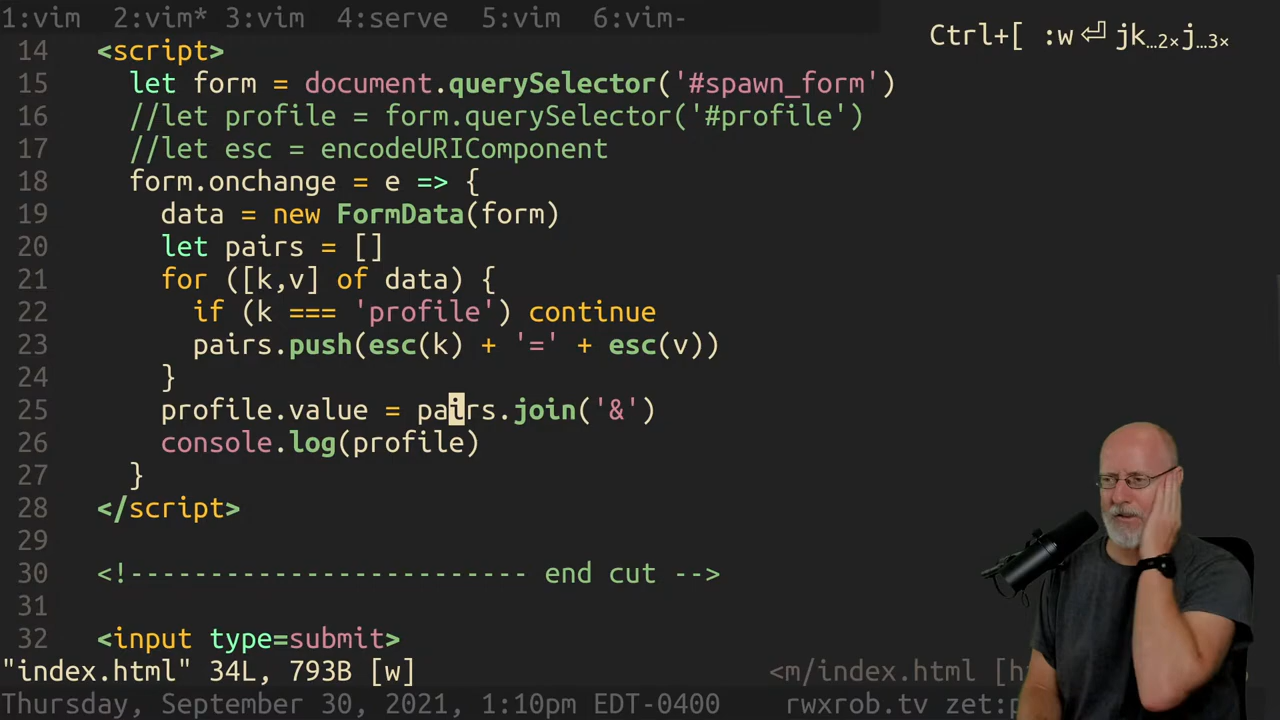 1:vim 2:vim* 3:vim 4:serve 5:vim 6:vim-
Ctrl+[ :w⏎ jk…2×j…3×
14 <script>
15 let form = document.querySelector('#spawn_form')
16 //let profile = form.querySelector('#profile')
17 //let esc = encodeURIComponent
18 form.onchange = e => {
19 data = new FormData(form)
20 let pairs = []
21 for ([k,v] of data) {
22 if (k === 'profile') continue
23 pairs.push(esc(k) + '=' + esc(v))
24 }
25 profile.value = pairs.join('&')
26 console.log(profile)
27 }
28 </script>
29
30 <!------------------------- end cut -->
31
32 <input type=submit>
"index.html" 34L, 793B [w] <m/index.html [h
Thursday, September 30, 2021, 1:10pm EDT-0400 rwxrob.tv zet:p